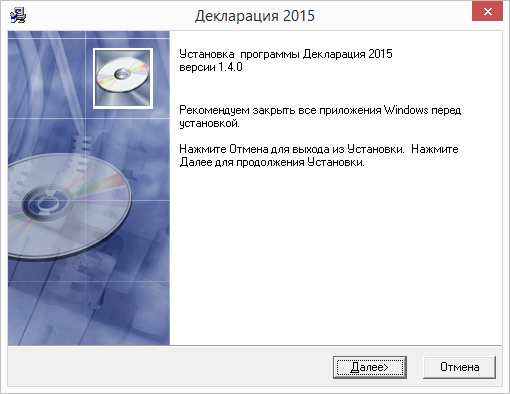 Декларация 2015
Установка  программы Декларация 2015
версии 1.4.0
Рекомендуем закрыть все приложения Windows перед
установкой.
Нажмите Отмена для выхода из Установки.  Нажмите
Далее для продолжения Установки.
Далее>
Отмена